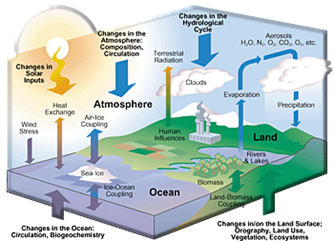 Changes in the
Atmosphere:
Composition,
Circulation
Changes in the
Hydrological
Cycle
Changes in
Solar Inputs
Aerosols
H₂O, N₂, O₂, CO₂, O₃, etc.
Terrestrial
Radiation
Clouds
Atmosphere
Heat
Exchange
Air-Ice
Coupling
Wind
Stress
Evaporation
Precipitation
Human
Influences
Land
Rivers
& Lakes
Sea Ice
Ice-Ocean
Coupling
Ocean
Biomass
Land-Biomass
Coupling
Changes in the Ocean:
Circulation, Biogeochemistry
Changes in/on the Land Surface;
Orography, Land Use,
Vegetation, Ecosystems